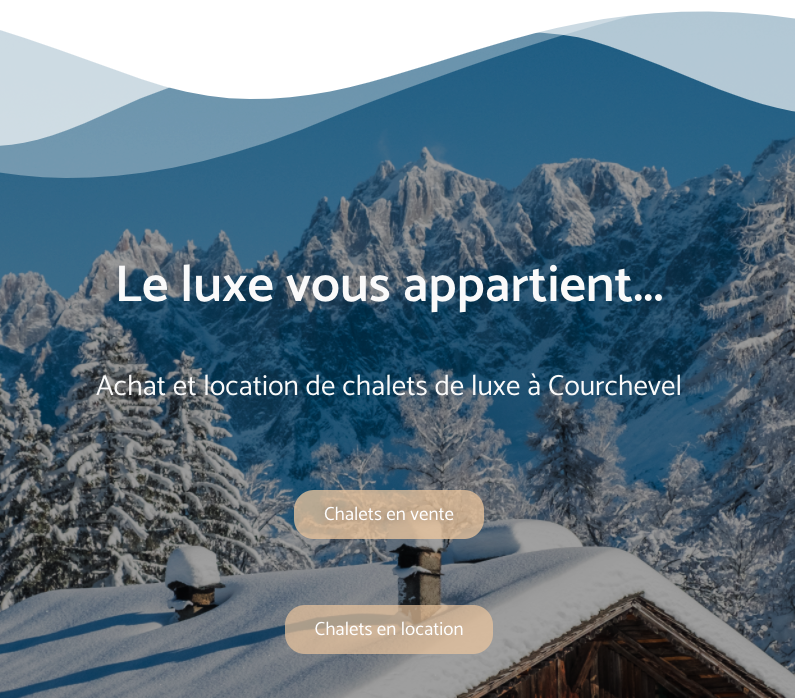 Le luxe vous appartient...
Achat et location de chalets de luxe à Courchevel
Chalets en vente
Chalets en location